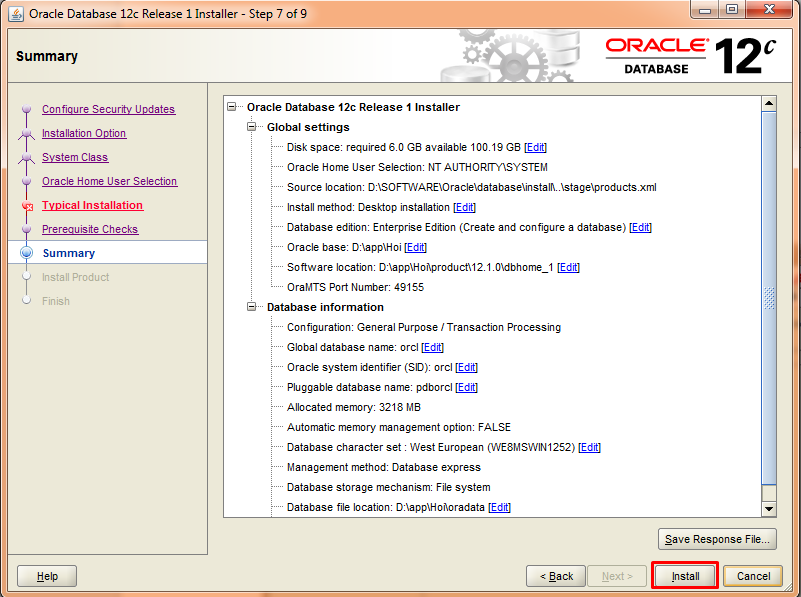 Oracle Database 12c Release 1 Installer - Step 7 of 9
Summary
ORACLE
DATABASE
12c
Configure Security Updates
Installation Option
System Class
Oracle Home User Selection
Typical Installation
Prerequisite Checks
Summary
Install Product
Finish
Oracle Database 12c Release 1 Installer
Global settings
Disk space: required 6.0 GB available 100.19 GB [Edit]
Oracle Home User Selection: NT AUTHORITY\SYSTEM
Source location: D:\SOFTWARE\Oracle\database\install\..\stage\products.xml
Install method: Desktop installation [Edit]
Database edition: Enterprise Edition (Create and configure a database) [Edit]
Oracle base: D:\app\Hoi [Edit]
Software location: D:\app\Hoi\product\12.1.0\dbhome_1 [Edit]
OraMTS Port Number: 49155
Database information
Configuration: General Purpose / Transaction Processing
Global database name: orcl [Edit]
Oracle system identifier (SID): orcl [Edit]
Pluggable database name: pdborcl [Edit]
Allocated memory: 3218 MB
Automatic memory management option: FALSE
Database character set : West European (WE8MSWIN1252) [Edit]
Management method: Database express
Database storage mechanism: File system
Database file location: D:\app\Hoi\oradata [Edit]
Save Response File...
Help
< Back
Next >
Install
Cancel